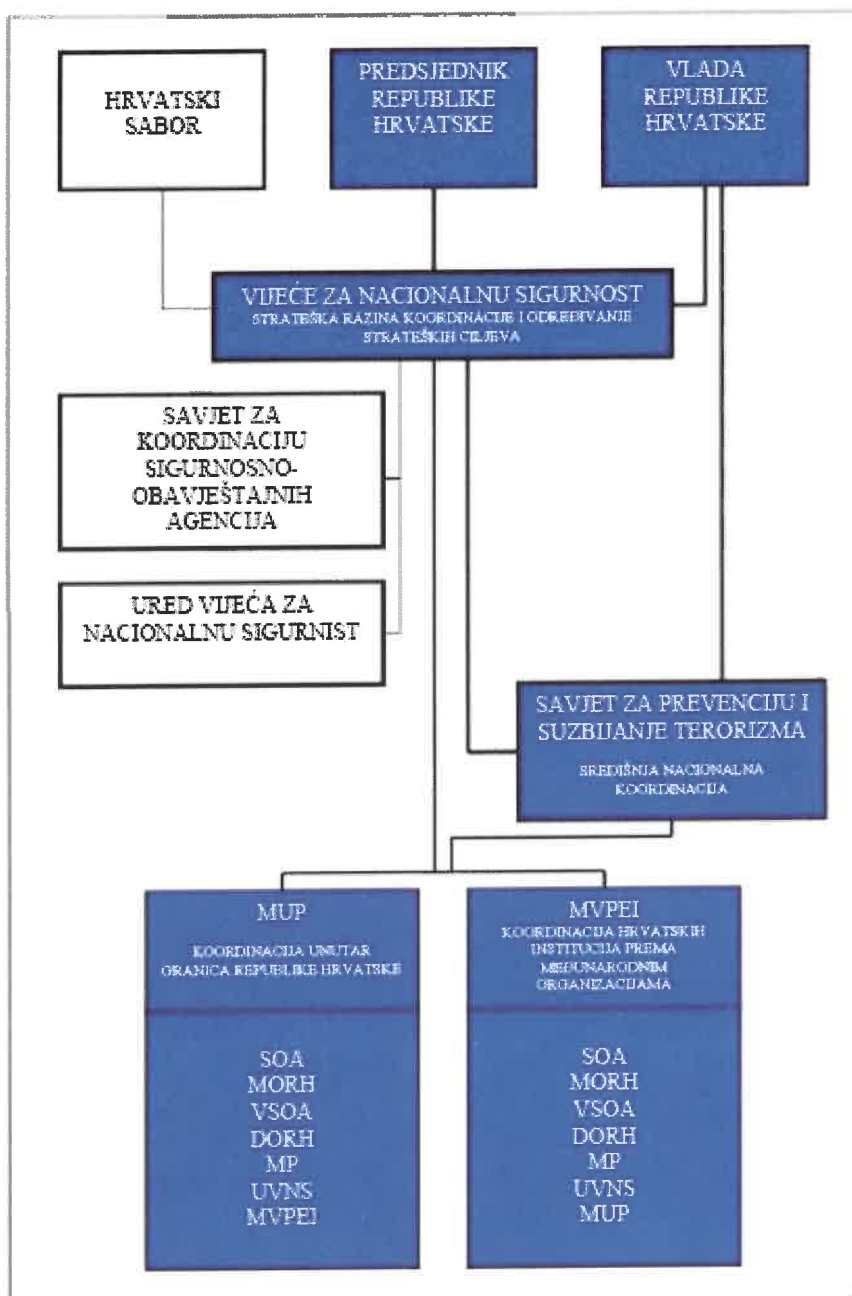 HRVATSKI
SABOR
PREDSJEDNIK
REPUBLIKE
HRVATSKE
VLADA
REPUBLIKE
HRVATSKE
VIJEĆE ZA NACIONALNU SIGURNOST
STRATEŠKA RAZINA KOORDINACIJE I ODREĐIVANJE
STRATEŠKIH CILJEVA
SAVJET ZA
KOORDINACIJU
SIGURNOSNO-
OBAVJEŠTAJNIH
AGENCIJA
URED VIJEĆA ZA
NACIONALNU SIGURNIST
SAVJET ZA PREVENCIJU I
SUZBIJANJE TERORIZMA
SREDIŠNJA NACIONALNA
KOORDINACIJA
MUP
KOORDINACIJA UNUTAR
GRANICA REPUBLIKE HRVATSKE
SOA
MORH
VSOA
DORH
MP
UVNS
MVPEI
MVPEI
KOORDINACIJA HRVATSKIH
INSTITUCIJA PREMA
MEĐUNARODNIM
ORGANIZACIJAMA
SOA
MORH
VSOA
DORH
MP
UVNS
MUP